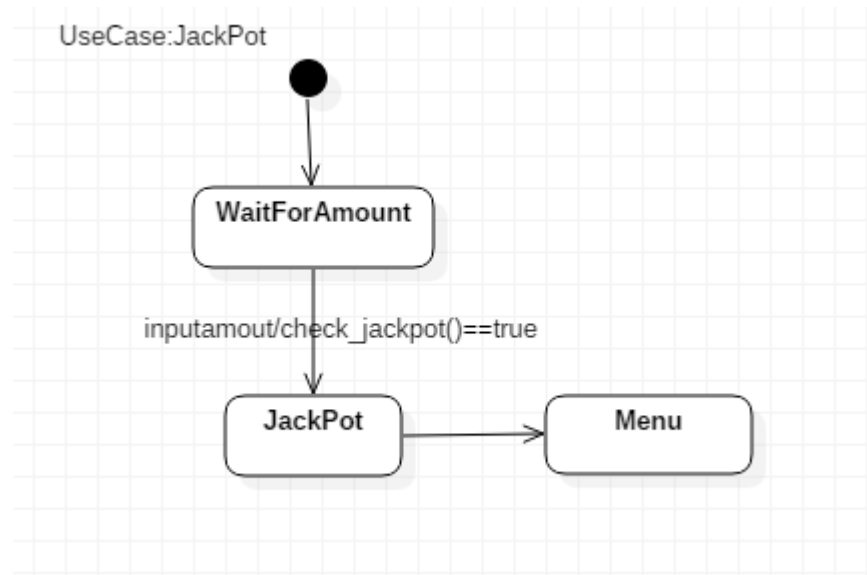 UseCase:JackPot
WaitForAmount
inputamout/check_jackpot()==true
JackPot
Menu